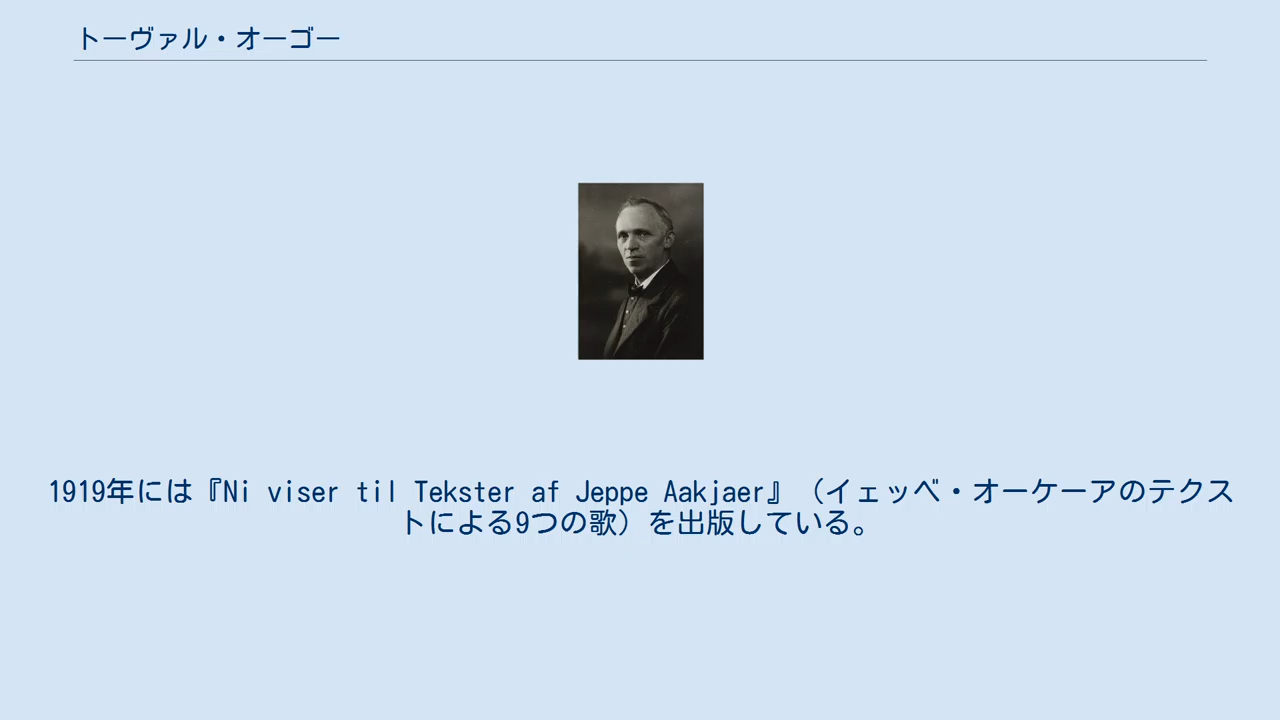 トーヴァル・オーゴー
1919年には『Ni viser til Tekster af Jeppe Aakjaer』（イェッペ・オーケーアのテクス
トによる9つの歌）を出版している。